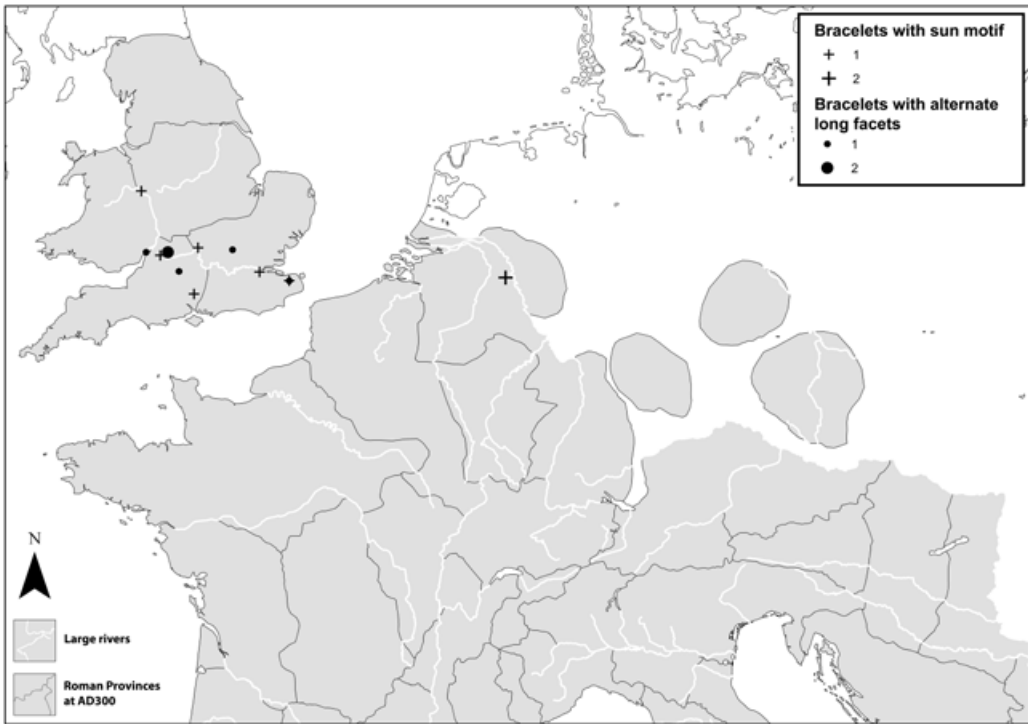 Bracelets with sun motif
1
2
Bracelets with alternate
long facets
1
2
N
Large rivers
Roman Provinces
at AD300